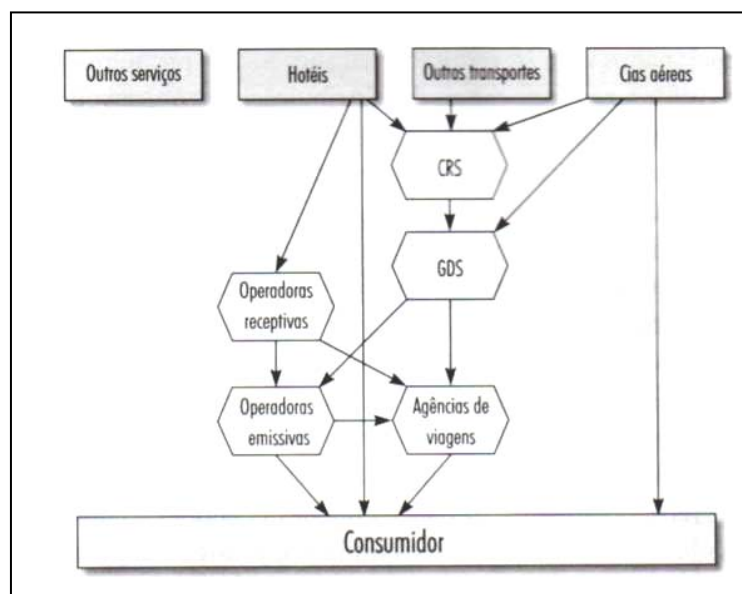 Outros serviços
Hotéis
Outros transportes
Cias aéreas
CRS
GDS
Operadoras
receptivas
Operadoras
emissivas
Agências de
viagens
Consumidor